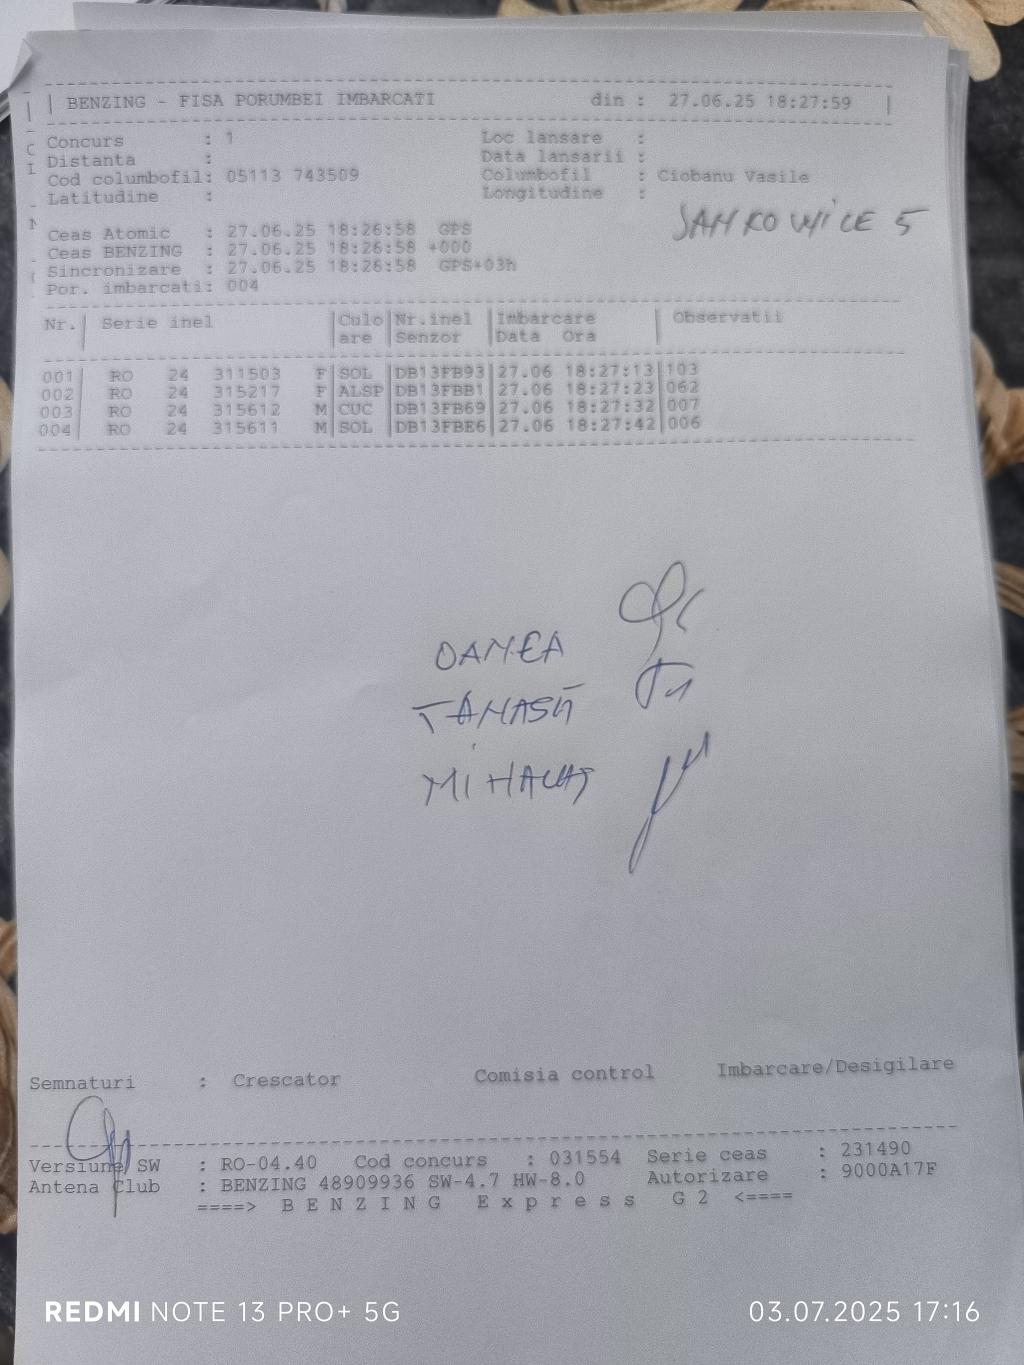 BENZING - FISA PORUMBEI IMBARCATI din : 27.06.25 18:27:59
Concurs : 1 Loc lansare :
Distanta : Data lansarii :
Cod columbofil: 05113 743509 Columbofil : Ciobanu Vasile
Latitudine : Longitudine :
JANKOWICE 5
Ceas Atomic : 27.06.25 18:26:58 GPS
Ceas BENZING : 27.06.25 18:26:58 +000
Sincronizare : 27.06.25 18:26:58 GPS+03h
Por. imbarcati: 004
Nr. Serie inel Culo Nr.inel Imbarcare Observatii
are Senzor Data Ora
001 RO 24 311503 F SOL DB13FB93 27.06 18:27:13 103
002 RO 24 315217 F ALSP DB13FBB1 27.06 18:27:23 062
003 RO 24 315612 M CUC DB13FB69 27.06 18:27:32 007
004 RO 24 315611 M SOL DB13FBE6 27.06 18:27:42 006
OANEA
TĂNASĂ
Semnaturi : Crescator Comisia control Imbarcare/Desigilare
Versiune SW : RO-04.40 Cod concurs : 031554 Serie ceas : 231490
Antena Club : BENZING 48909936 SW-4.7 HW-8.0 Autorizare : 9000A17F
====> B E N Z I N G E x p r e s s G 2 <====
REDMI NOTE 13 PRO+ 5G 03.07.2025 17:16